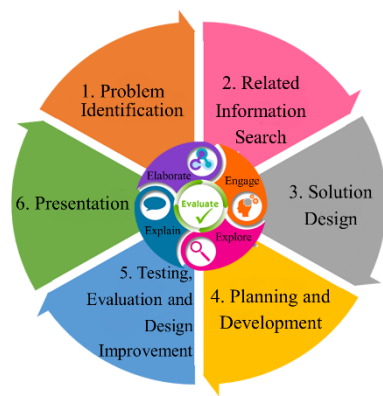 1. Problem
Identification
2. Related
Information
Search
3. Solution
Design
4. Planning and
Development
5. Testing,
Evaluation and
Design
Improvement
6. Presentation
Elaborate
Engage
Evaluate
Explain
Explore